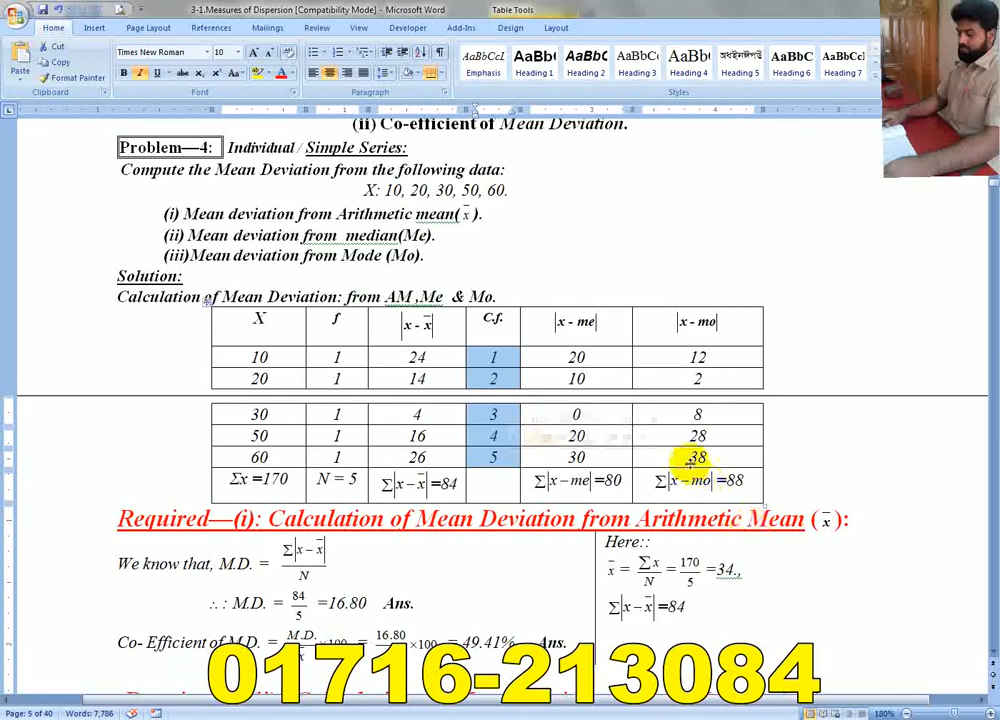 3-1.Measures of Dispersion [Compatibility Mode] - Microsoft Word
Table Tools
Home Insert Page Layout References Mailings Review View Developer Add-Ins Design Layout
Paste
Cut
Copy
Format Painter
Times New Roman 10
AaBbCcL AaBbC AaBbC AaBbCc AaBbCc AaBbCc AaBbCc
Emphasis Heading 1 Heading 2 Heading 3 Heading 4 Heading 5 Heading 6 Heading 7
Clipboard Font Paragraph Styles
(ii) Co-efficient of Mean Deviation.
Problem—4: Individual / Simple Series:
Compute the Mean Deviation from the following data:
X: 10, 20, 30, 50, 60.
(i) Mean deviation from Arithmetic mean( x̅ ).
(ii) Mean deviation from median(Me).
(iii)Mean deviation from Mode (Mo).
Solution:
Calculation of Mean Deviation: from AM ,Me & Mo.
X f |x - x̅| C.f. |x - me| |x - mo|
10 1 24 1 20 12
20 1 14 2 10 2
30 1 4 3 0 8
50 1 16 4 20 28
60 1 26 5 30 38
Σx =170 N = 5 Σ|x − x̅| =84 Σ|x − me| =80 Σ|x − mo| =88
Required—(i): Calculation of Mean Deviation from Arithmetic Mean ( x̅ ):
We know that, M.D. = Σ|x − x̅| / N
∴ : M.D. = 84/5 =16.80 Ans.
Co- Efficient of M.D. = M.D./x̅ ×100 = 16.80 ×100 = 49.41% Ans.
Here::
x̅ = Σx/N = 170/5 =34.,
Σ|x − x̅| =84
01716-213084
Page: 5 of 40 Words: 7,786 180%